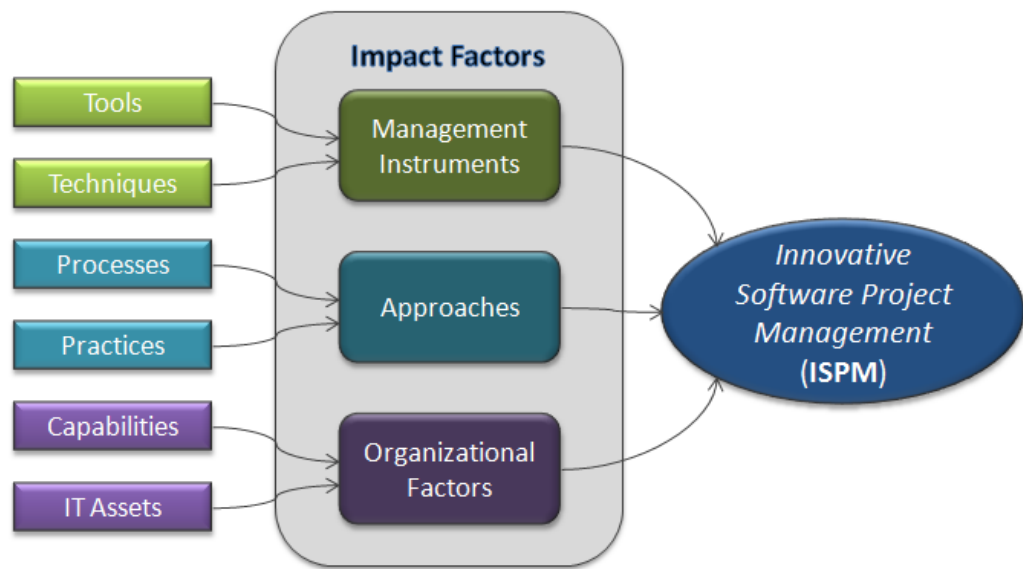 Impact Factors
Tools
Techniques
Processes
Practices
Capabilities
IT Assets
Management
Instruments
Approaches
Organizational
Factors
Innovative
Software Project
Management
(ISPM)